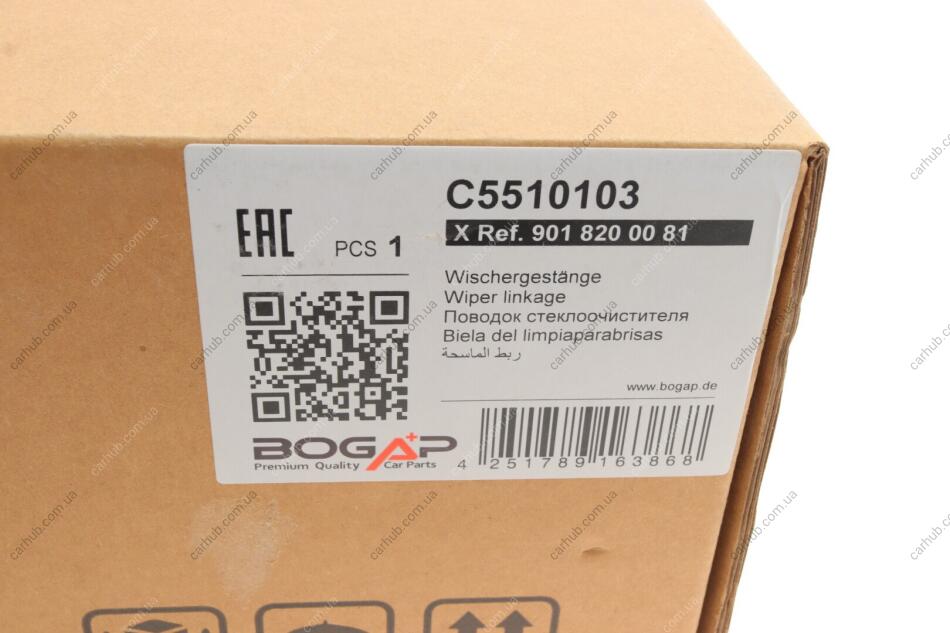 C5510103
X Ref. 901 820 00 81
EAC
PCS 1
Wischergestänge
Wiper linkage
Поводок стеклоочистителя
Biela del limpiaparabrisas
ربط الماسحة
www.bogap.de
BOGAP
Premium Quality Car Parts
4 251789 163868
carhub.com.ua